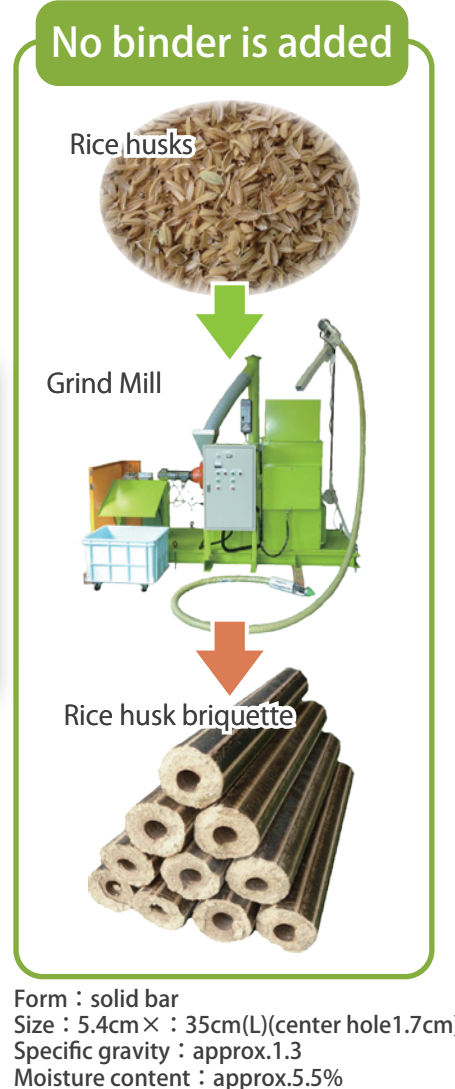 No binder is added
Rice husks
Grind Mill
Rice husk briquette
Form：solid bar
Size：5.4cm×：35cm(L)(center hole1.7cm)
Specific gravity：approx.1.3
Moisture content：approx.5.5%